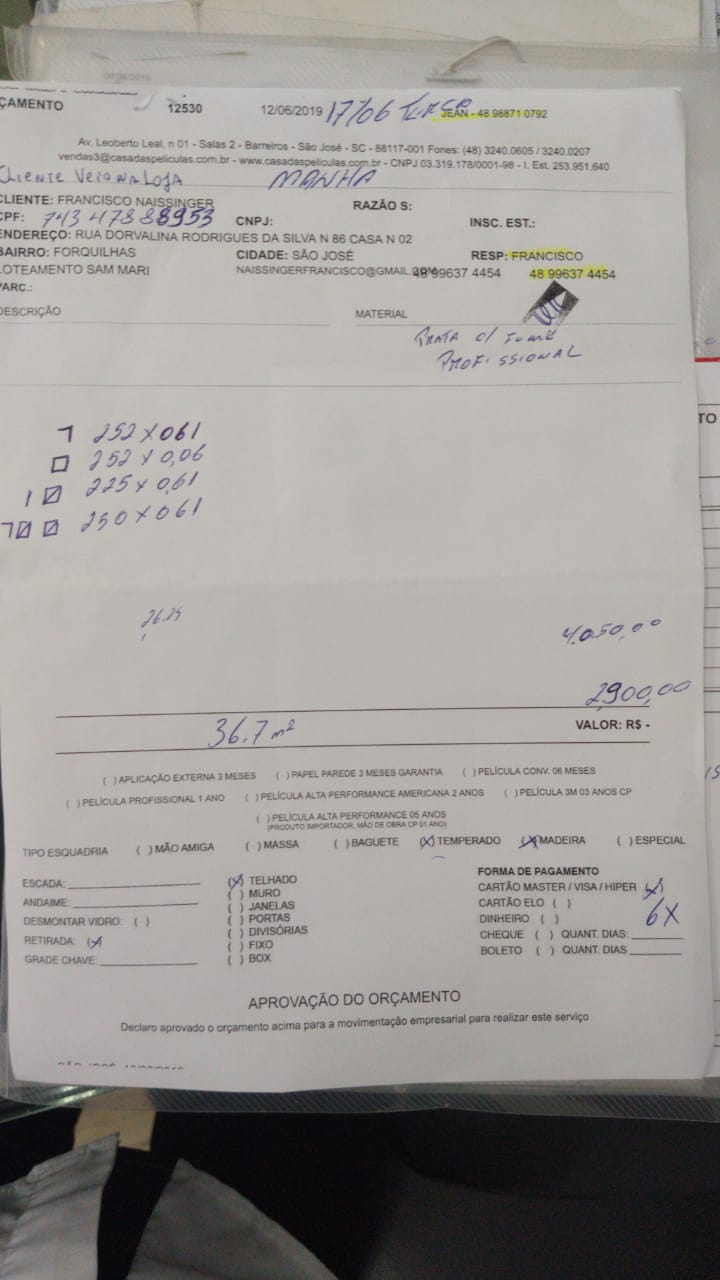 ÇAMENTO 12530 12/06/2019 17/06 JEAN - 48 98871 0792
Av. Leoberto Leal, n 01 - Salas 2 - Barreiros - São José - SC - 88117-001 Fones: (48) 3240.0605 / 3240.0207
vendas3@casadaspeliculas.com.br - www.casadaspeliculas.com.br - CNPJ 03.319.178/0001-98 - I. Est. 253.951.640
CLIENTE VEIO NA LOJA MANHA
CLIENTE: FRANCISCO NAISSINGER RAZÃO S:
CPF: 743 478 88953 CNPJ: INSC. EST.:
ENDEREÇO: RUA DORVALINA RODRIGUES DA SILVA N 86 CASA N 02
BAIRRO: FORQUILHAS CIDADE: SÃO JOSÉ RESP: FRANCISCO
LOTEAMENTO SAM MARI NAISSINGERFRANCISCO@GMAIL.COM 48 99637 4454 48 99637 4454
PARC.:
DESCRIÇÃO MATERIAL
PRATA c/ FUMÊ
PROFISSIONAL
7 252 X 061
252 X 0,06
1 225 X 0,61
7 250 X 061
26.25
4.050,00
2,900,00
36.7 m² VALOR: R$ -
( ) APLICAÇÃO EXTERNA 3 MESES ( ) PAPEL PAREDE 3 MESES GARANTIA ( ) PELÍCULA CONV. 06 MESES
( ) PELÍCULA PROFISSIONAL 1 ANO ( ) PELÍCULA ALTA PERFORMANCE AMERICANA 2 ANOS ( ) PELÍCULA 3M 03 ANOS CP
( ) PELÍCULA ALTA PERFORMANCE 05 ANOS
(PRODUTO IMPORTADOR, MÃO DE OBRA CP 01 ANO)
TIPO ESQUADRIA ( ) MÃO AMIGA ( ) MASSA ( ) BAGUETE (X) TEMPERADO (X) MADEIRA ( ) ESPECIAL
ESCADA: (X) TELHADO FORMA DE PAGAMENTO
ANDAIME: ( ) MURO CARTÃO MASTER / VISA / HIPER (X)
DESMONTAR VIDRO: ( ) ( ) JANELAS CARTÃO ELO ( )
RETIRADA: (X) ( ) PORTAS DINHEIRO ( ) 6X
GRADE CHAVE: ( ) DIVISÓRIAS CHEQUE ( ) QUANT. DIAS:
( ) FIXO BOLETO ( ) QUANT. DIAS
( ) BOX
APROVAÇÃO DO ORÇAMENTO
Declaro aprovado o orçamento acima para a movimentação empresarial para realizar este serviço